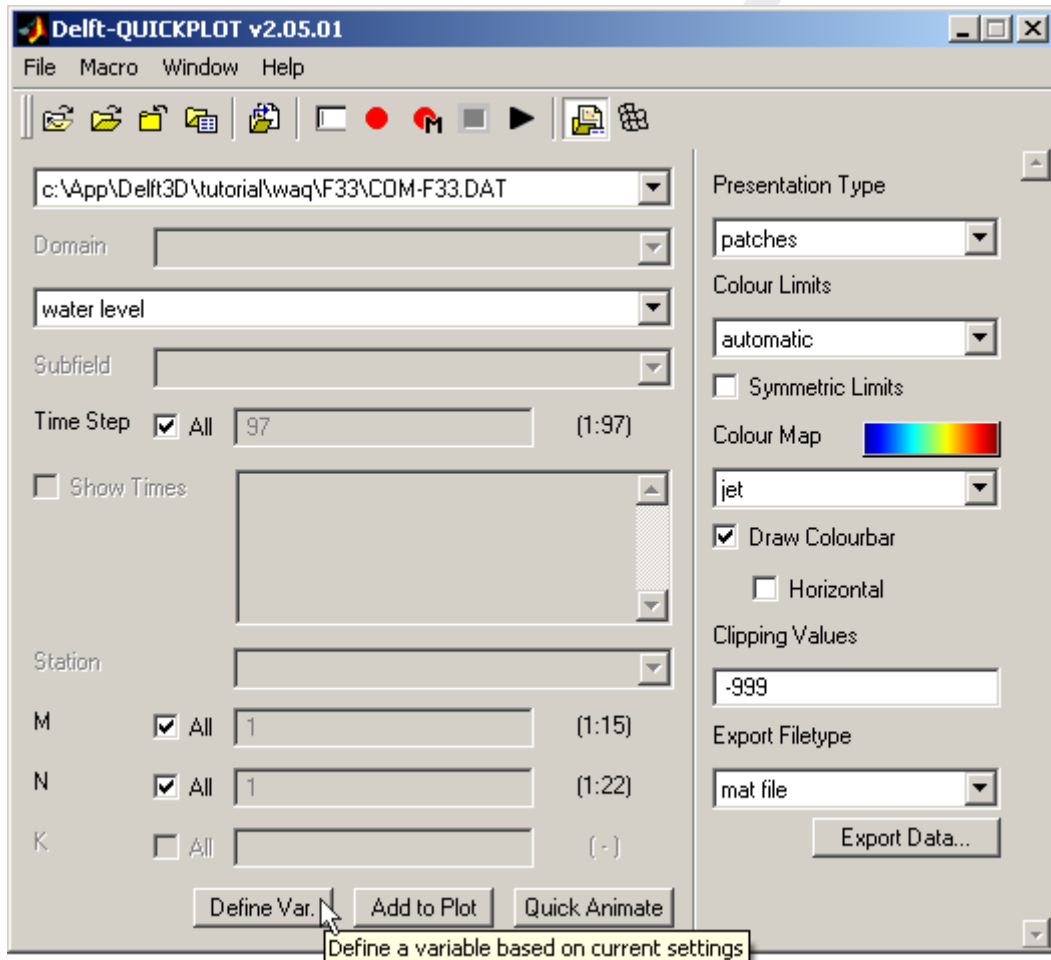 Delft-QUICKPLOT v2.05.01
File Macro Window Help
c:\App\Delft3D\tutorial\waq\F33\COM-F33.DAT
Domain
water level
Subfield
Time Step All 97 (1:97)
Show Times
Station
M All 1 (1:15)
N All 1 (1:22)
K All (-)
Define Var. Add to Plot Quick Animate
Define a variable based on current settings
Presentation Type
patches
Colour Limits
automatic
Symmetric Limits
Colour Map
jet
Draw Colourbar
Horizontal
Clipping Values
-999
Export Filetype
mat file
Export Data...